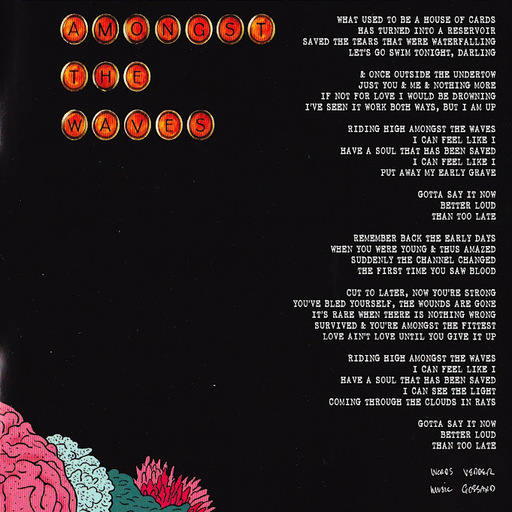 AMONGST
THE
WAVES
WHAT USED TO BE A HOUSE OF CARDS
HAS TURNED INTO A RESERVOIR
SAVED THE TEARS THAT WERE WATERFALLING
LET'S GO SWIM TONIGHT, DARLING
& ONCE OUTSIDE THE UNDERTOW
JUST YOU & ME & NOTHING MORE
IF NOT FOR LOVE I WOULD BE DROWNING
I'VE SEEN IT WORK BOTH WAYS, BUT I AM UP
RIDING HIGH AMONGST THE WAVES
I CAN FEEL LIKE I
HAVE A SOUL THAT HAS BEEN SAVED
I CAN FEEL LIKE I
PUT AWAY MY EARLY GRAVE
GOTTA SAY IT NOW
BETTER LOUD
THAN TOO LATE
REMEMBER BACK THE EARLY DAYS
WHEN YOU WERE YOUNG & THUS AMAZED
SUDDENLY THE CHANNEL CHANGED
THE FIRST TIME YOU SAW BLOOD
CUT TO LATER, NOW YOU'RE STRONG
YOU'VE BLED YOURSELF, THE WOUNDS ARE GONE
IT'S RARE WHEN THERE IS NOTHING WRONG
SURVIVED & YOU'RE AMONGST THE FITTEST
LOVE AIN'T LOVE UNTIL YOU GIVE IT UP
RIDING HIGH AMONGST THE WAVES
I CAN FEEL LIKE I
HAVE A SOUL THAT HAS BEEN SAVED
I CAN SEE THE LIGHT
COMING THROUGH THE CLOUDS IN RAYS
GOTTA SAY IT NOW
BETTER LOUD
THAN TOO LATE
WORDS VEDDER
MUSIC GOSSARD